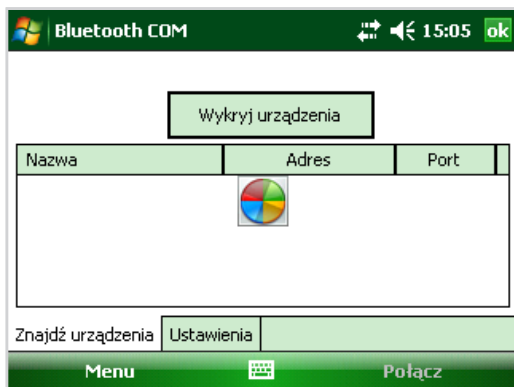 Bluetooth COM 15:05 ok
Wykryj urządzenia
Nazwa Adres Port
Znajdź urządzenia Ustawienia
Menu Połącz